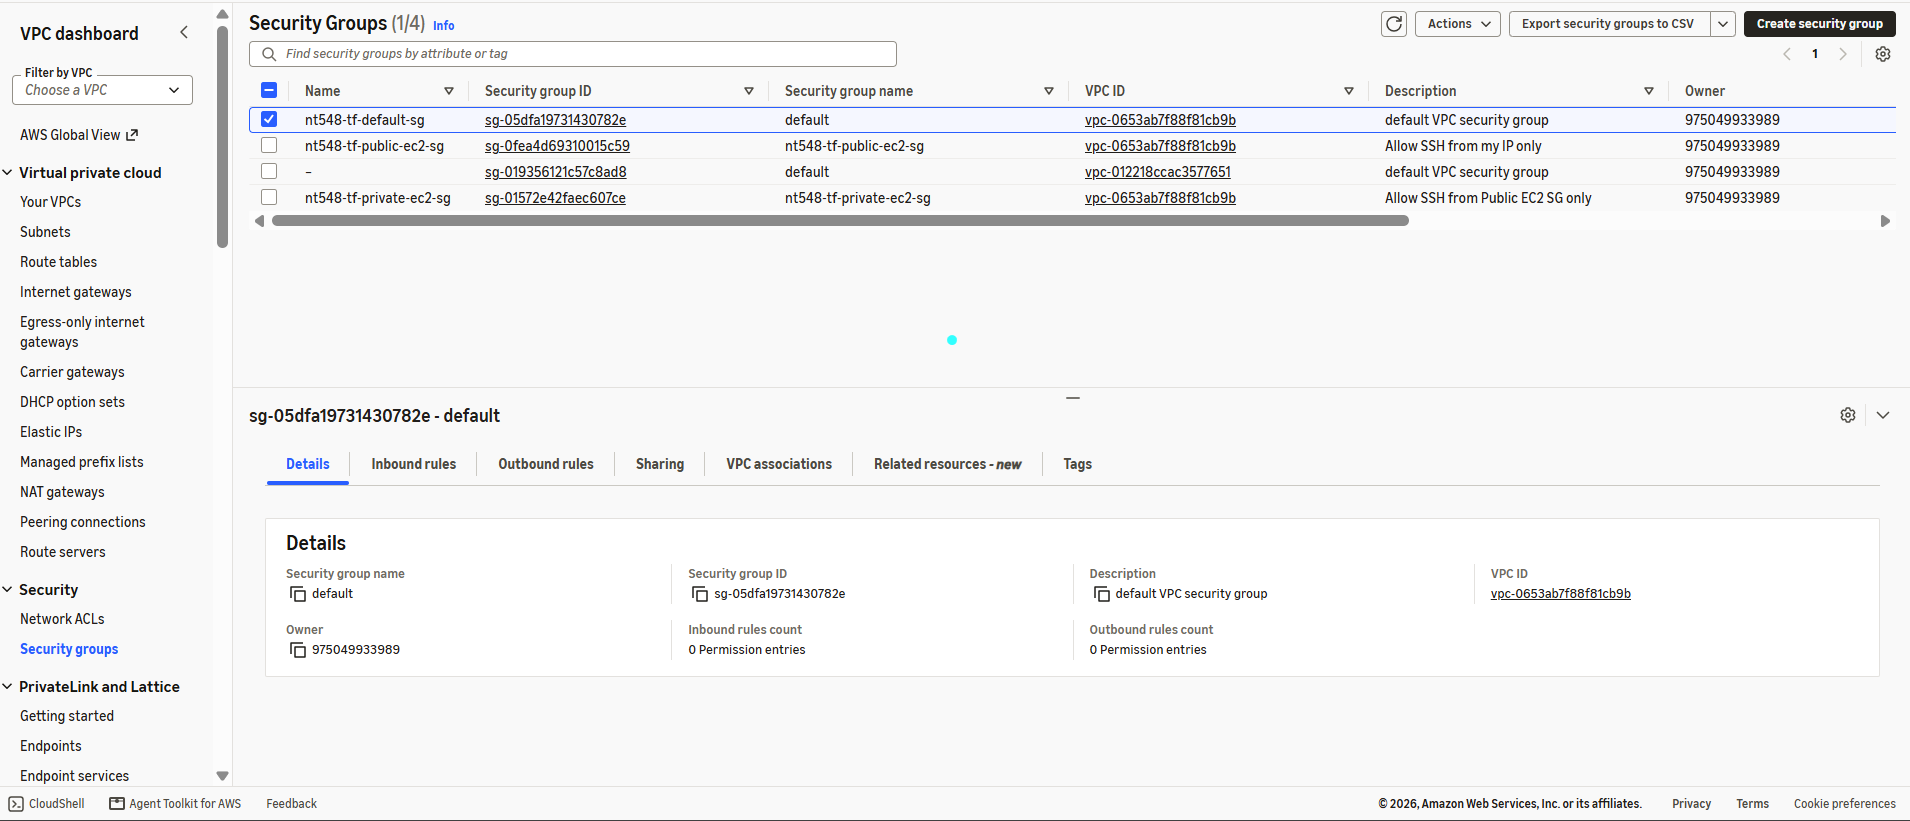 VPC dashboard
Filter by VPC
Choose a VPC
AWS Global View
Virtual private cloud
Your VPCs
Subnets
Route tables
Internet gateways
Egress-only internet
gateways
Carrier gateways
DHCP option sets
Elastic IPs
Managed prefix lists
NAT gateways
Peering connections
Route servers
Security
Network ACLs
Security groups
PrivateLink and Lattice
Getting started
Endpoints
Endpoint services
Security Groups (1/4) Info
Actions
Export security groups to CSV
Create security group
Find security groups by attribute or tag
1
Name Security group ID Security group name VPC ID Description Owner
nt548-tf-default-sg sg-05dfa19731430782e default vpc-0653ab7f88f81cb9b default VPC security group 975049933989
nt548-tf-public-ec2-sg sg-0fea4d69310015c59 nt548-tf-public-ec2-sg vpc-0653ab7f88f81cb9b Allow SSH from my IP only 975049933989
– sg-019356121c57c8ad8 default vpc-012218ccac3577651 default VPC security group 975049933989
nt548-tf-private-ec2-sg sg-01572e42faec607ce nt548-tf-private-ec2-sg vpc-0653ab7f88f81cb9b Allow SSH from Public EC2 SG only 975049933989
sg-05dfa19731430782e - default
Details Inbound rules Outbound rules Sharing VPC associations Related resources - new Tags
Details
Security group name Security group ID Description VPC ID
default sg-05dfa19731430782e default VPC security group vpc-0653ab7f88f81cb9b
Owner Inbound rules count Outbound rules count
975049933989 0 Permission entries 0 Permission entries
CloudShell Agent Toolkit for AWS Feedback © 2026, Amazon Web Services, Inc. or its affiliates. Privacy Terms Cookie preferences